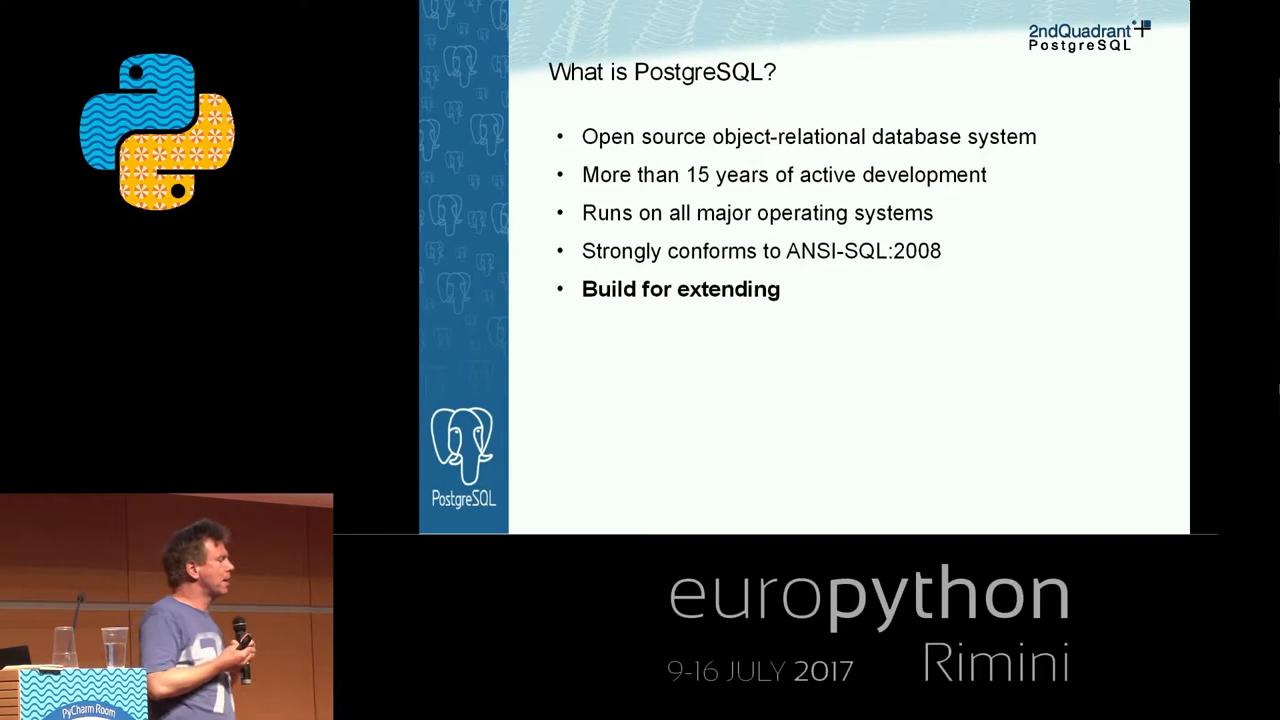 2ndQuadrant
PostgreSQL
What is PostgreSQL?
• Open source object-relational database system
• More than 15 years of active development
• Runs on all major operating systems
• Strongly conforms to ANSI-SQL:2008
• Build for extending
PostgreSQL
europython
9-16 JULY 2017
Rimini
PyCharm Room